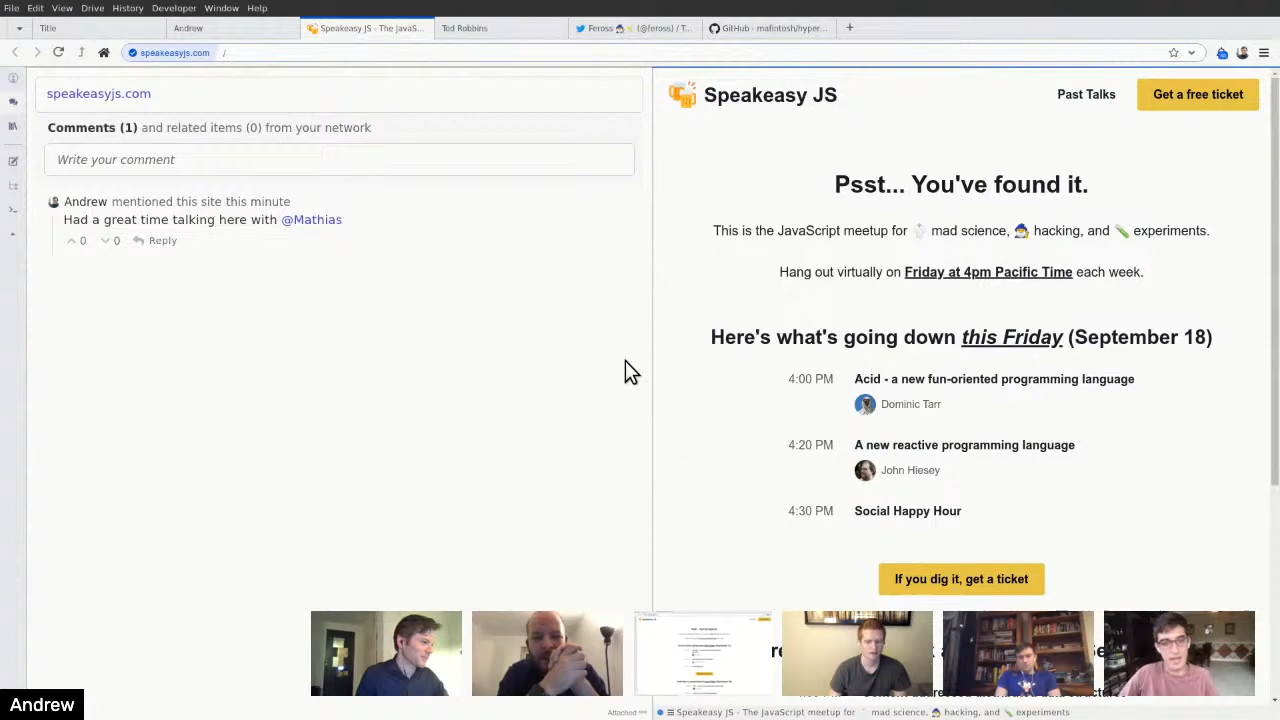 File Edit View Drive History Developer Window Help
Title
Andrew
Speakeasy JS - The JavaS...
Tod Robbins
Feross (@feross) / T...
GitHub - mafintosh/hyper...
speakeasyjs.com /
speakeasyjs.com
Comments (1) and related items (0) from your network
Write your comment
Andrew mentioned this site this minute
Had a great time talking here with @Mathias
0 0 Reply
Speakeasy JS
Past Talks
Get a free ticket
Psst... You've found it.
This is the JavaScript meetup for mad science, hacking, and experiments.
Hang out virtually on Friday at 4pm Pacific Time each week.
Here's what's going down this Friday (September 18)
4:00 PM Acid - a new fun-oriented programming language
Dominic Tarr
4:20 PM A new reactive programming language
John Hiesey
4:30 PM Social Happy Hour
If you dig it, get a ticket
Andrew
Attached
Speakeasy JS The JavaScript meetup for mad science, hacking, and experiments